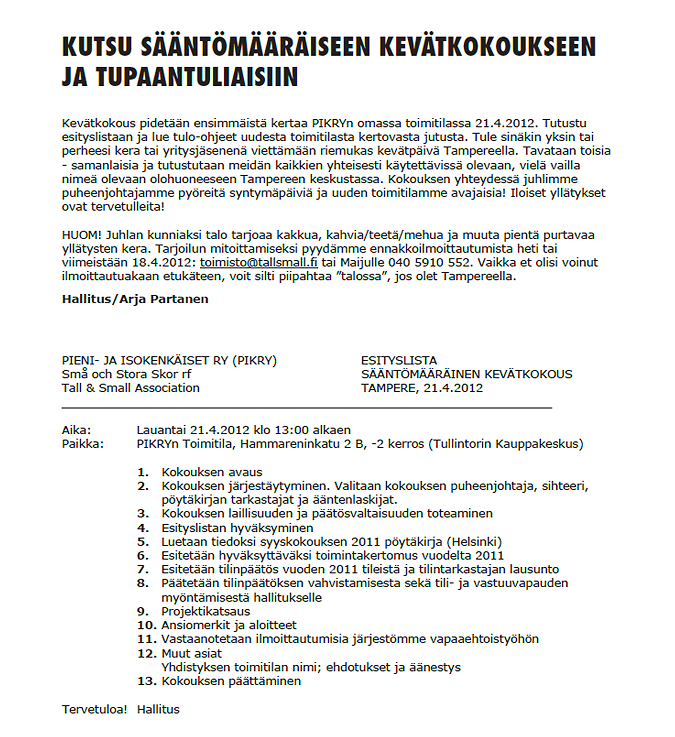 KUTSU SÄÄNTÖMÄÄRÄISEEN KEVÄTKOKOUKSEEN
JA TUPAANTULIAISIIN
Kevätkokous pidetään ensimmäistä kertaa PIKRYn omassa toimitilassa 21.4.2012. Tutustu
esityslistaan ja lue tulo-ohjeet uudesta toimitilasta kertovasta jutusta. Tule sinäkin yksin tai
perheesi kera tai yritysjäsenenä viettämään riemukas kevätpäivä Tampereella. Tavataan toisia
- samanlaisia ja tutustutaan meidän kaikkien yhteisesti käytettävissä olevaan, vielä vailla
nimeä olevaan olohuoneeseen Tampereen keskustassa. Kokouksen yhteydessä juhlimme
puheenjohtajamme pyöreitä syntymäpäiviä ja uuden toimitilamme avajaisia! Iloiset yllätykset
ovat tervetulleita!
HUOM! Juhlan kunniaksi talo tarjoaa kakkua, kahvia/teetä/mehua ja muuta pientä purtavaa
yllätysten kera. Tarjoilun mitoittamiseksi pyydämme ennakkoilmoittautumista heti tai
viimeistään 18.4.2012: toimisto@tallsmall.fi tai Maijulle 040 5910 552. Vaikka et olisi voinut
ilmoittautuakaan etukäteen, voit silti piipahtaa ”talossa”, jos olet Tampereella.
Hallitus/Arja Partanen
PIENI- JA ISOKENKÄISET RY (PIKRY) ESITYSLISTA
Små och Stora Skor rf SÄÄNTÖMÄÄRÄINEN KEVÄTKOKOUS
Tall & Small Association TAMPERE, 21.4.2012
Aika: Lauantai 21.4.2012 klo 13:00 alkaen
Paikka: PIKRYn Toimitila, Hammareninkatu 2 B, -2 kerros (Tullintorin Kauppakeskus)
1. Kokouksen avaus
2. Kokouksen järjestäytyminen. Valitaan kokouksen puheenjohtaja, sihteeri,
pöytäkirjan tarkastajat ja ääntenlaskijat.
3. Kokouksen laillisuuden ja päätösvaltaisuuden toteaminen
4. Esityslistan hyväksyminen
5. Luetaan tiedoksi syyskokouksen 2011 pöytäkirja (Helsinki)
6. Esitetään hyväksyttäväksi toimintakertomus vuodelta 2011
7. Esitetään tilinpäätös vuoden 2011 tileistä ja tilintarkastajan lausunto
8. Päätetään tilinpäätöksen vahvistamisesta sekä tili- ja vastuuvapauden
myöntämisestä hallitukselle
9. Projektikatsaus
10. Ansiomerkit ja aloitteet
11. Vastaanotetaan ilmoittautumisia järjestömme vapaaehtoistyöhön
12. Muut asiat
Yhdistyksen toimitilan nimi; ehdotukset ja äänestys
13. Kokouksen päättäminen
Tervetuloa! Hallitus